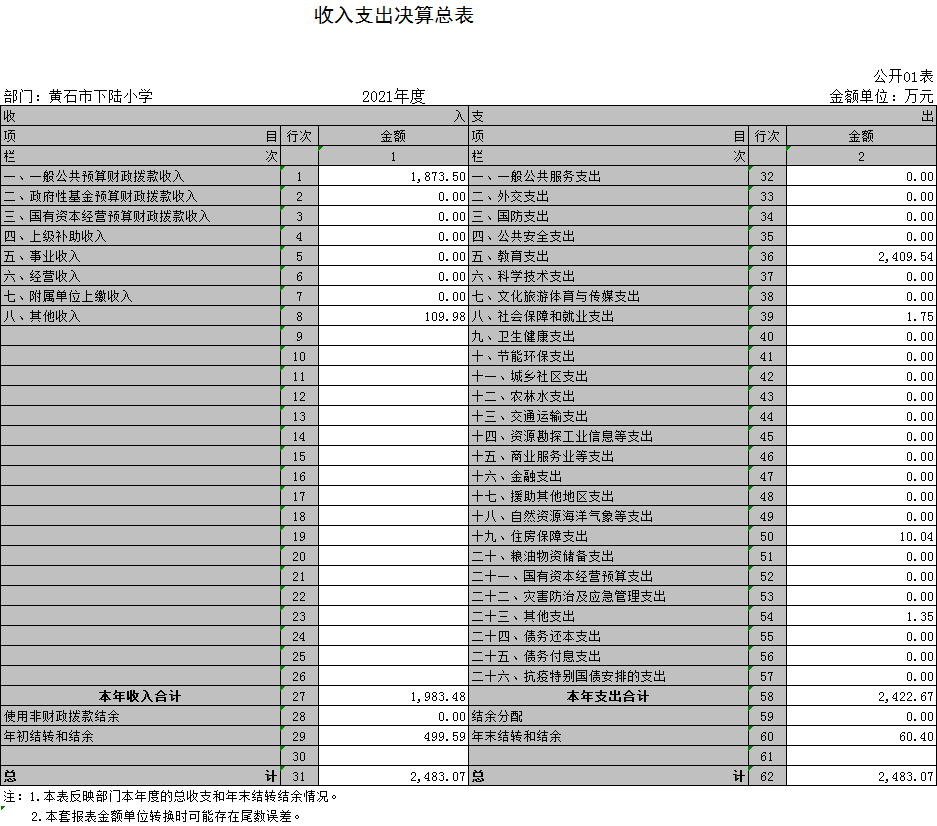 收入支出决算总表
公开01表
部门：黄石市下陆小学 2021年度 金额单位：万元
收 入 支 出
项 目 行次 金额 项 目 行次 金额
栏 次 1 栏 次 2
一、一般公共预算财政拨款收入 1 1,873.50 一、一般公共服务支出 32 0.00
二、政府性基金预算财政拨款收入 2 0.00 二、外交支出 33 0.00
三、国有资本经营预算财政拨款收入 3 0.00 三、国防支出 34 0.00
四、上级补助收入 4 0.00 四、公共安全支出 35 0.00
五、事业收入 5 0.00 五、教育支出 36 2,409.54
六、经营收入 6 0.00 六、科学技术支出 37 0.00
七、附属单位上缴收入 7 0.00 七、文化旅游体育与传媒支出 38 0.00
八、其他收入 8 109.98 八、社会保障和就业支出 39 1.75
9 九、卫生健康支出 40 0.00
10 十、节能环保支出 41 0.00
11 十一、城乡社区支出 42 0.00
12 十二、农林水支出 43 0.00
13 十三、交通运输支出 44 0.00
14 十四、资源勘探工业信息等支出 45 0.00
15 十五、商业服务业等支出 46 0.00
16 十六、金融支出 47 0.00
17 十七、援助其他地区支出 48 0.00
18 十八、自然资源海洋气象等支出 49 0.00
19 十九、住房保障支出 50 10.04
20 二十、粮油物资储备支出 51 0.00
21 二十一、国有资本经营预算支出 52 0.00
22 二十二、灾害防治及应急管理支出 53 0.00
23 二十三、其他支出 54 1.35
24 二十四、债务还本支出 55 0.00
25 二十五、债务付息支出 56 0.00
26 二十六、抗疫特别国债安排的支出 57 0.00
本年收入合计 27 1,983.48 本年支出合计 58 2,422.67
使用非财政拨款结余 28 0.00 结余分配 59 0.00
年初结转和结余 29 499.59 年末结转和结余 60 60.40
30 61
总 计 31 2,483.07 总 计 62 2,483.07
注：1.本表反映部门本年度的总收支和年末结转结余情况。
2.本套报表金额单位转换时可能存在尾数误差。